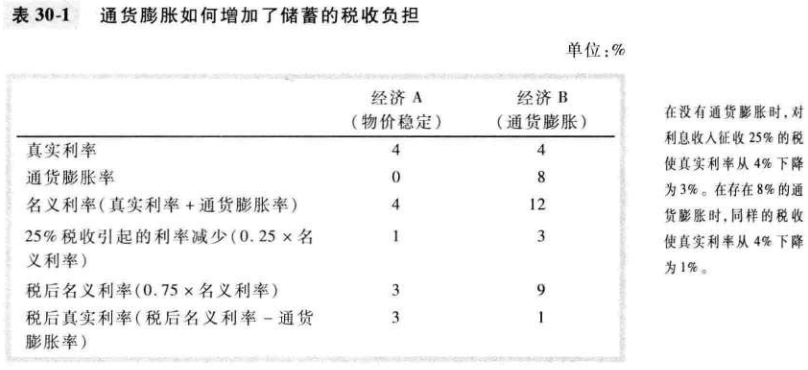 表 30-1 通货膨胀如何增加了储蓄的税收负担
单位:%
经济 A 经济 B
(物价稳定) (通货膨胀)
真实利率 4 4
通货膨胀率 0 8
名义利率(真实利率 + 通货膨胀率) 4 12
25% 税收引起的利率减少(0.25 × 名 1 3
义利率)
税后名义利率(0.75 × 名义利率) 3 9
税后真实利率(税后名义利率 - 通货 3 1
膨胀率)
在没有通货膨胀时,对
利息收入征收 25% 的税
使真实利率从 4% 下降
为 3%。在存在 8% 的通
货膨胀时,同样的税收
使真实利率从 4% 下降
为 1%。